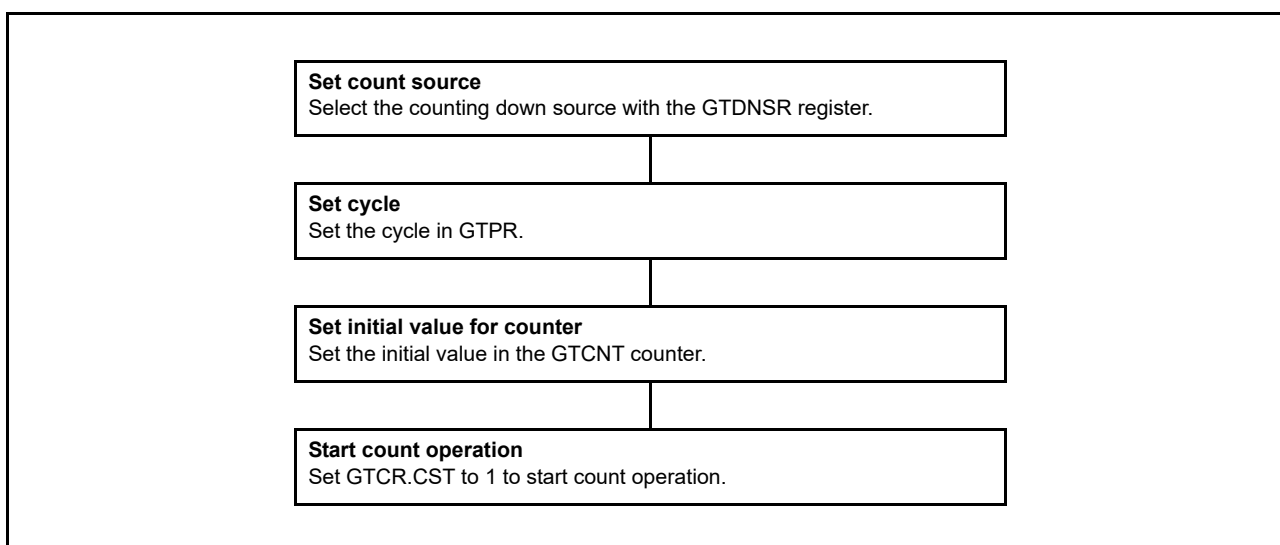 Set count source
Select the counting down source with the GTDNSR register.
Set cycle
Set the cycle in GTPR.
Set initial value for counter
Set the initial value in the GTCNT counter.
Start count operation
Set GTCR.CST to 1 to start count operation.